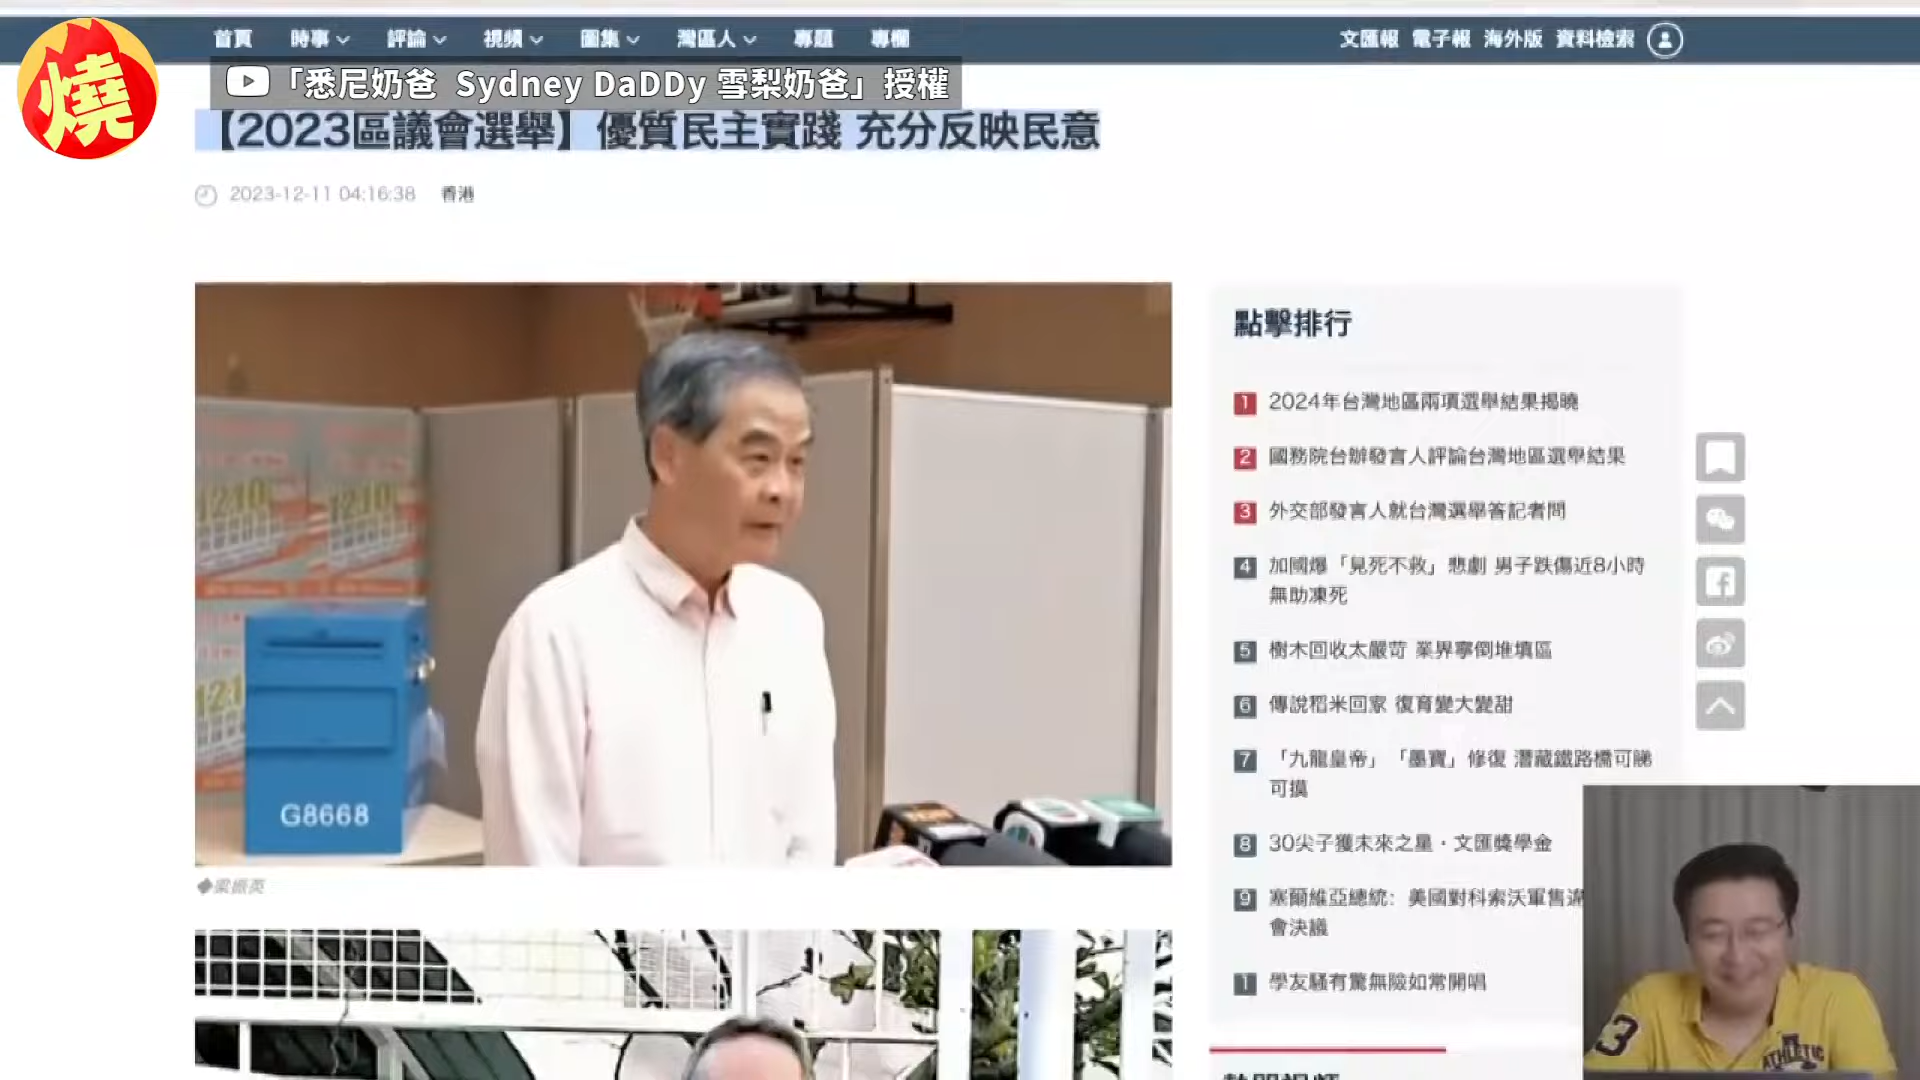 燒
首頁 時事 評論 視頻 圖集 灣區人 專題 專欄
文匯報 電子報 海外版 資料檢索
「悉尼奶爸 Sydney DaDDy 雪梨奶爸」授權
【2023區議會選舉】優質民主實踐 充分反映民意
2023-12-11 04:16:38 香港
1210
1210
G8668
◆梁振英
點擊排行
1 2024年台灣地區兩項選舉結果揭曉
2 國務院台辦發言人評論台灣地區選舉結果
3 外交部發言人就台灣選舉答記者問
4 加國爆「見死不救」悲劇 男子跌傷近8小時
無助凍死
5 樹木回收太嚴苛 業界寧倒堆填區
6 傳說稻米回家 復育變大變甜
7 「九龍皇帝」「墨寶」修復 潛藏鐵路橋可睇
可摸
8 30尖子獲未來之星·文匯獎學金
9 塞爾維亞總統：美國對科索沃軍售違
會決議
1 學友騷有驚無險如常開唱
3
ATHLETIC